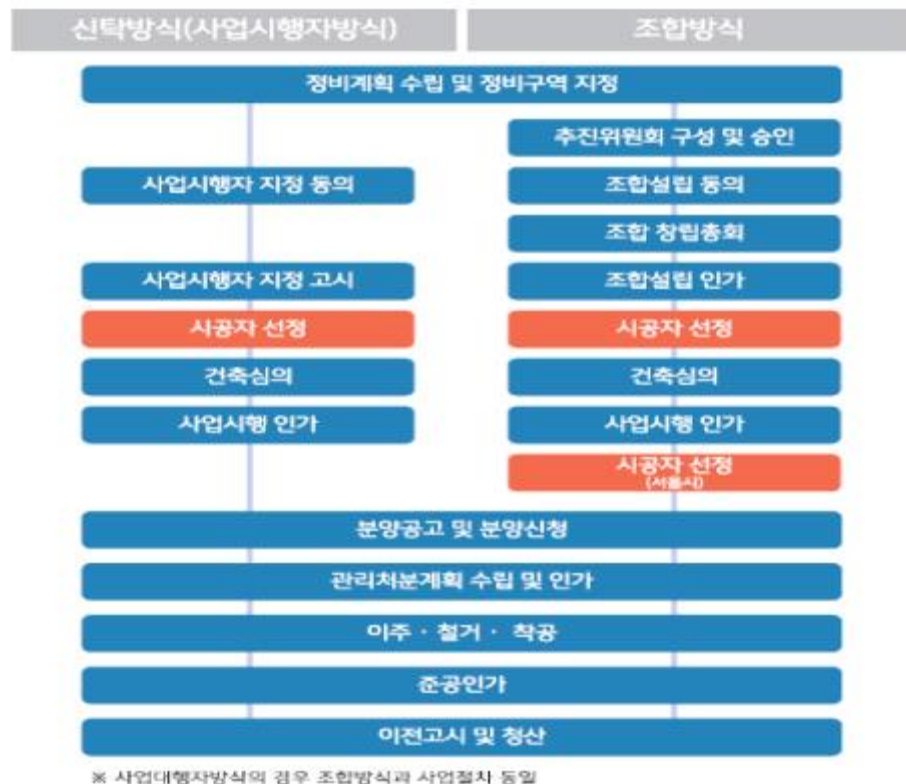 신탁방식(사업시행자방식) 조합방식
정비계획 수립 및 정비구역 지정
추진위원회 구성 및 승인
사업시행자 지정 동의 조합설립 동의
조합 창립총회
사업시행자 지정 고시 조합설립 인가
시공자 선정 시공자 선정
건축심의 건축심의
사업시행 인가 사업시행 인가
시공자 선정
(서울시)
분양공고 및 분양신청
관리처분계획 수립 및 인가
이주 · 철거 · 착공
준공인가
이전고시 및 청산
※ 사업대행자방식의 경우 조합방식과 사업절차 동일